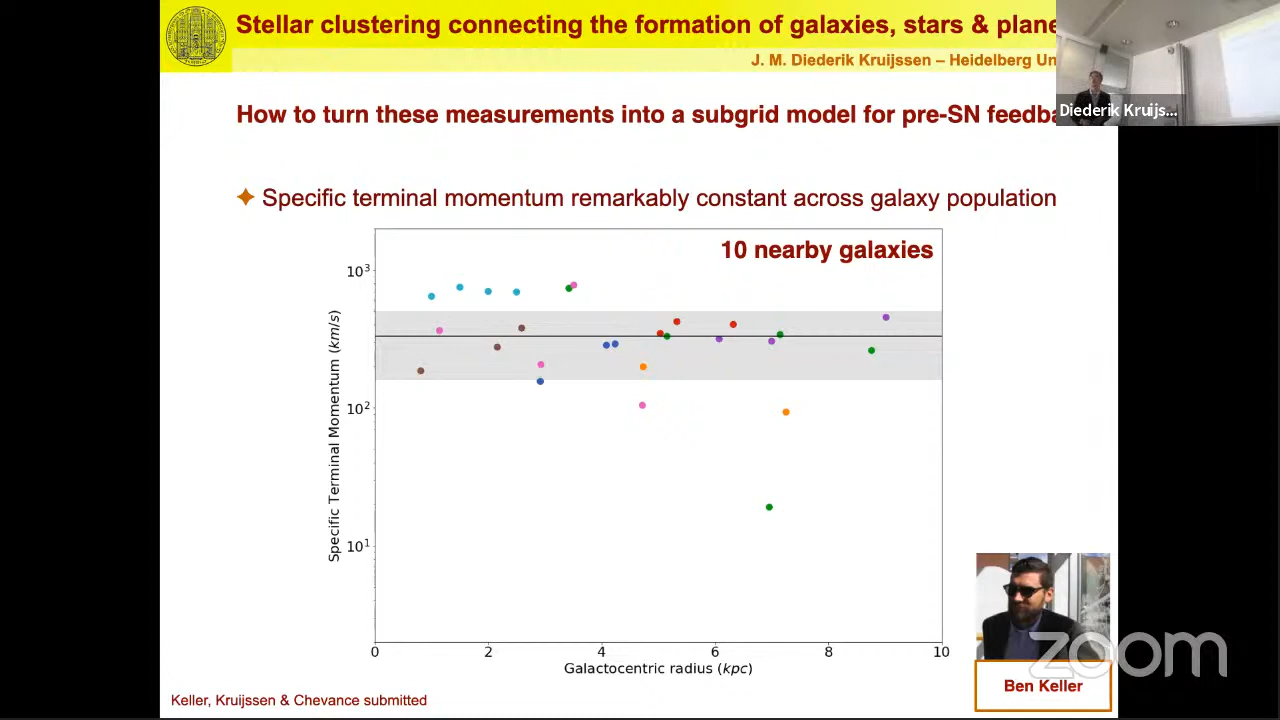 Stellar clustering connecting the formation of galaxies, stars & plane
J. M. Diederik Kruijssen – Heidelberg Un
Diederik Kruijs...
How to turn these measurements into a subgrid model for pre-SN feedba
✦ Specific terminal momentum remarkably constant across galaxy population
10 nearby galaxies
10³
10²
10¹
Specific Terminal Momentum (km/s)
0 2 4 6 8 10
Galactocentric radius (kpc)
zoom
Ben Keller
Keller, Kruijssen & Chevance submitted